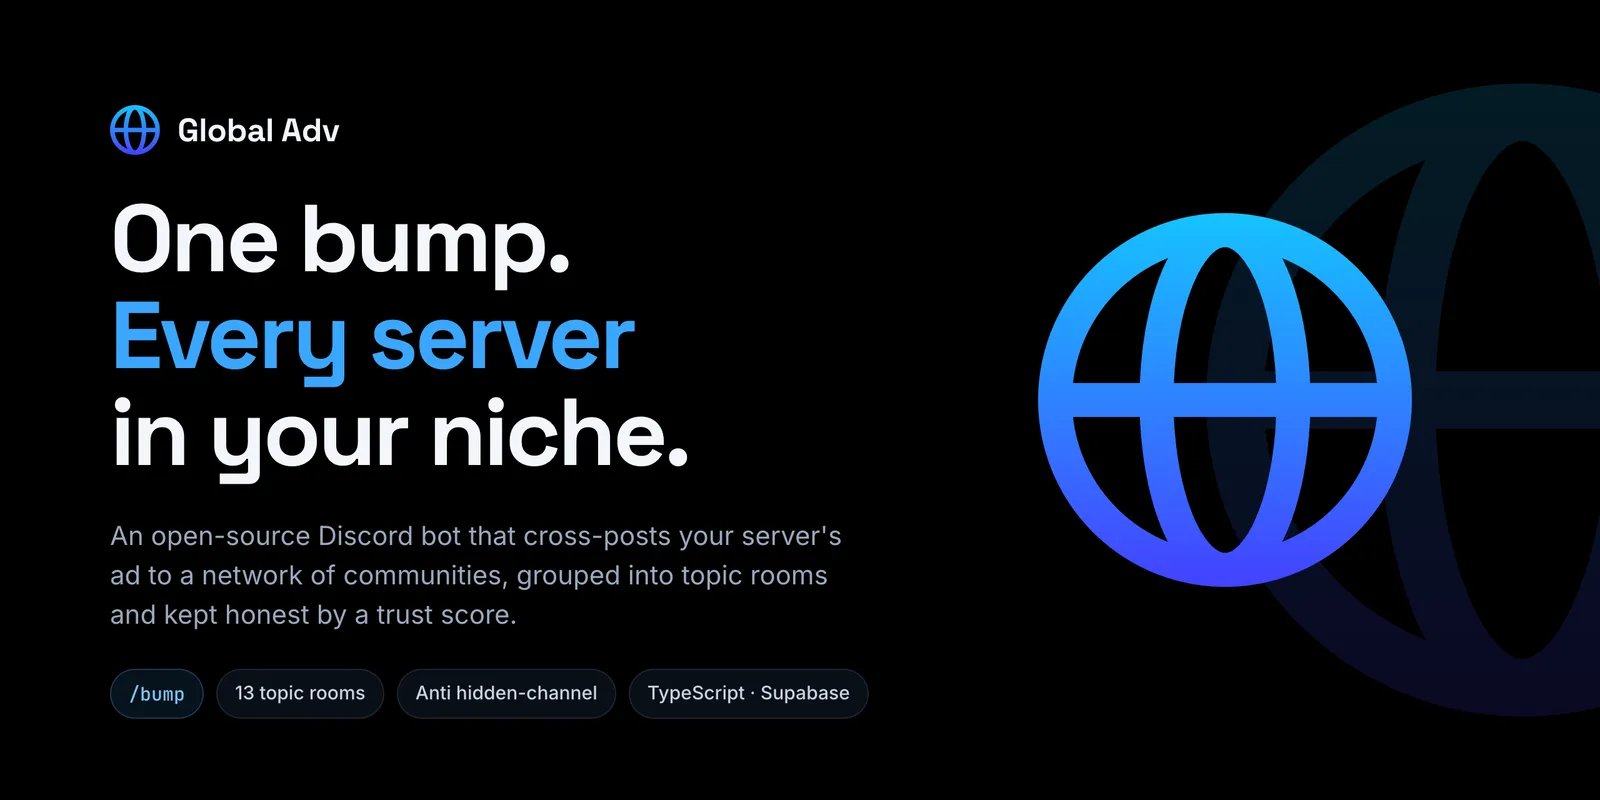 Global Adv
One bump.
Every server
in your niche.
An open-source Discord bot that cross-posts your server's
ad to a network of communities, grouped into topic rooms
and kept honest by a trust score.
/bump
13 topic rooms
Anti hidden-channel
TypeScript · Supabase